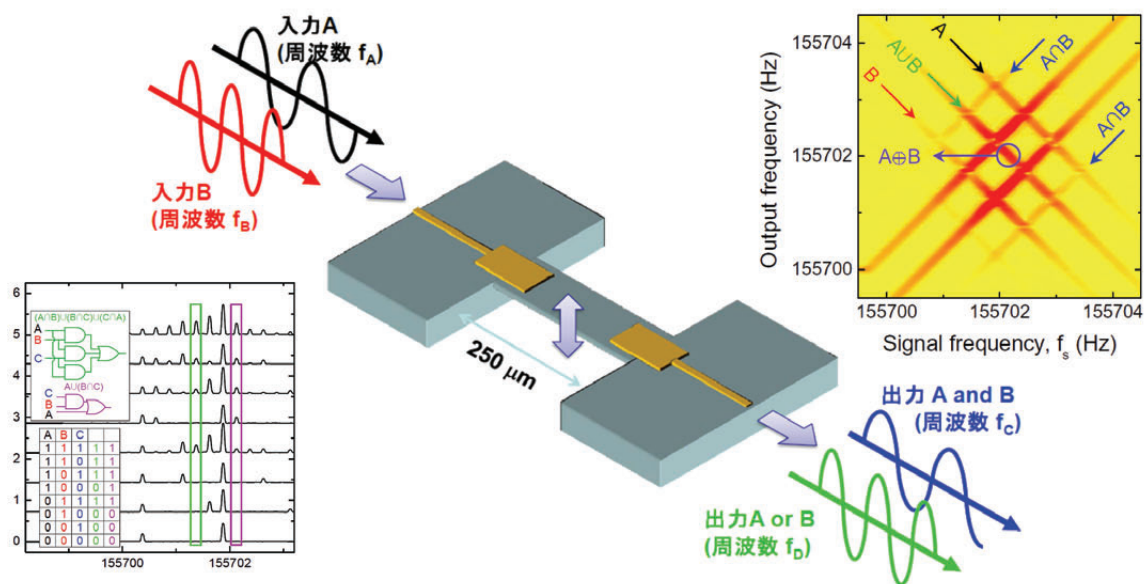 入力A
(周波数 fA)
入力B
(周波数 fB)
250 μm
出力 A and B
(周波数 fC)
出力A or B
(周波数 fD)
155704
155702
155700
Output frequency (Hz)
155700 155702 155704
Signal frequency, fs (Hz)
A
A∩B
A∪B
B
A∩B
A⊕B
6
5
4
3
2
1
0
155700 155702
(A∩B)∪(B∩C)∪(C∩A)
A
B
C
A∪(B∩C)
C
B
A
A B C
1 1 1 1 1
1 1 0 1 1
1 0 1 1 1
1 0 0 0 1
0 1 1 1 1
0 1 0 0 0
0 0 1 0 0
0 0 0 0 0